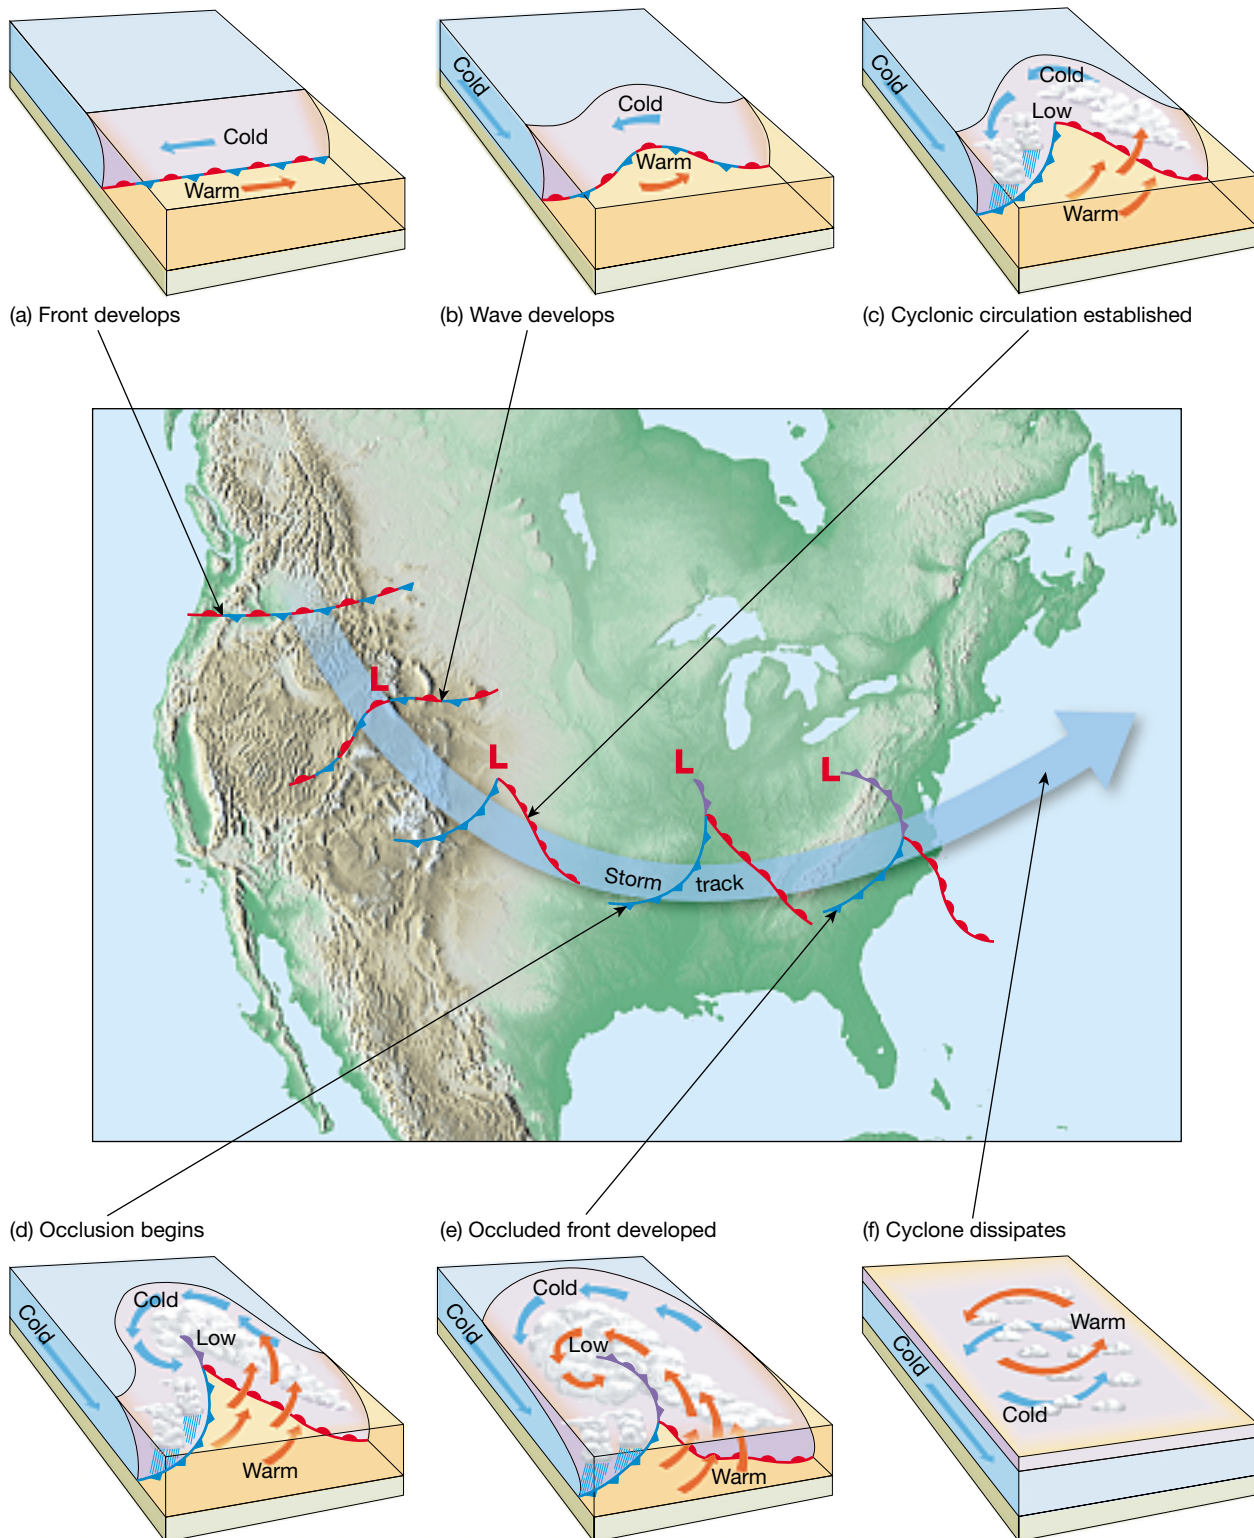 Cold
Warm
Cold
Cold
Warm
Cold
Cold
Low
Warm
(a) Front develops
(b) Wave develops
(c) Cyclonic circulation established
L
L
L
L
Storm track
(d) Occlusion begins
(e) Occluded front developed
(f) Cyclone dissipates
Cold
Cold
Low
Warm
Cold
Cold
Low
Warm
Cold
Warm
Cold